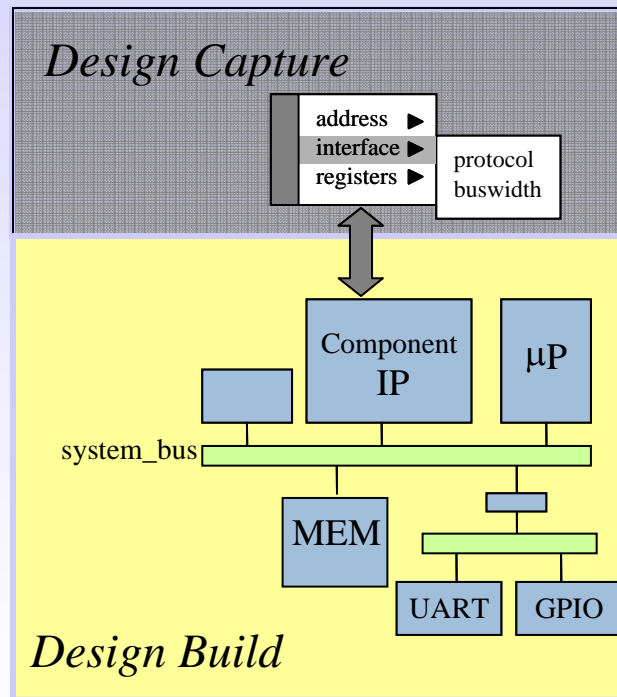 Design Capture
address
interface
registers
protocol
buswidth
Component
IP
μP
system_bus
MEM
UART
GPIO
Design Build